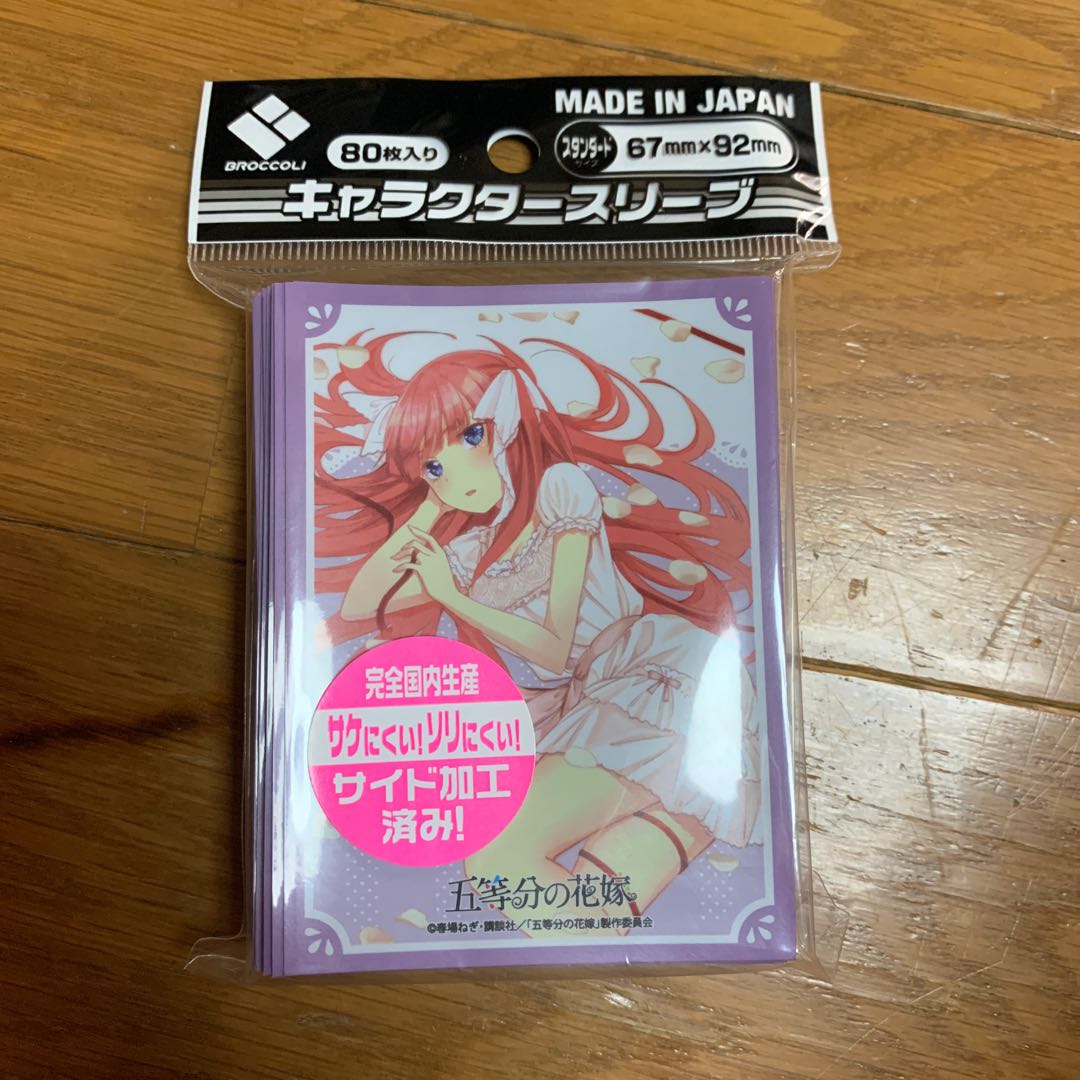 MADE IN JAPAN
BROCCOLI
80枚入り
スタンダードサイズ
67mm×92mm
キャラクタースリーブ
完全国内生産
サケにくい!ソリにくい!
サイド加工
済み!
五等分の花嫁
©春場ねぎ・講談社/「五等分の花嫁」製作委員会